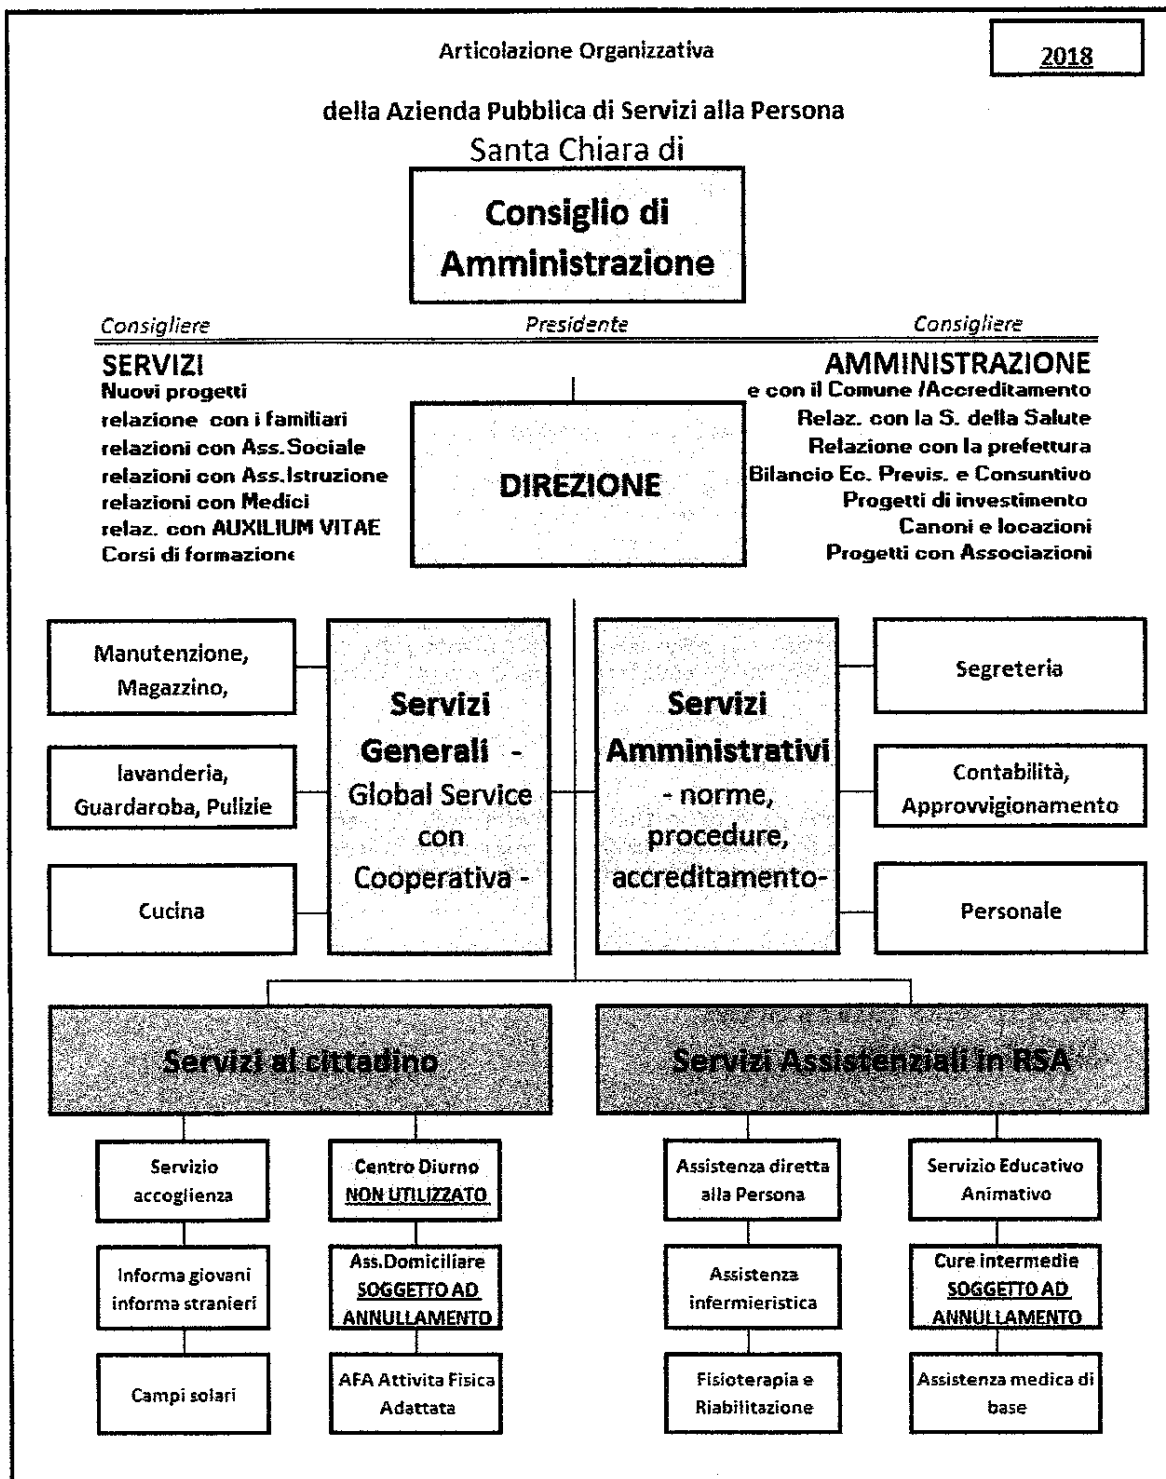 Articolazione Organizzativa
2018
della Azienda Pubblica di Servizi alla Persona
Santa Chiara di
Consiglio di
Amministrazione
Consigliere
Presidente
Consigliere
SERVIZI
Nuovi progetti
relazione con i familiari
relazioni con Ass.Sociale
relazioni con Ass.Istruzione
relazioni con Medici
relaz. con AUXILIUM VITAE
Corsi di formazione
DIREZIONE
AMMINISTRAZIONE
e con il Comune /Accreditamento
Relaz. con la S. della Salute
Relazione con la prefettura
Bilancio Ec. Previs. e Consuntivo
Progetti di investimento
Canoni e locazioni
Progetti con Associazioni
Manutenzione,
Magazzino,
lavanderia,
Guardaroba, Pulizie
Cucina
Servizi
Generali -
Global Service
con
Cooperativa -
Servizi
Amministrativi
- norme,
procedure,
accreditamento-
Segreteria
Contabilità,
Approvvigionamento
Personale
Servizi al cittadino
Servizi Assistenziali in RSA
Servizio
accoglienza
Centro Diurno
NON UTILIZZATO
Assistenza diretta
alla Persona
Servizio Educativo
Animativo
Informa giovani
informa stranieri
Ass.Domiciliare
SOGGETTO AD
ANNULLAMENTO
Assistenza
infermieristica
Cure intermedie
SOGGETTO AD
ANNULLAMENTO
Campi solari
AFA Attivita Fisica
Adattata
Fisioterapia e
Riabilitazione
Assistenza medica di
base